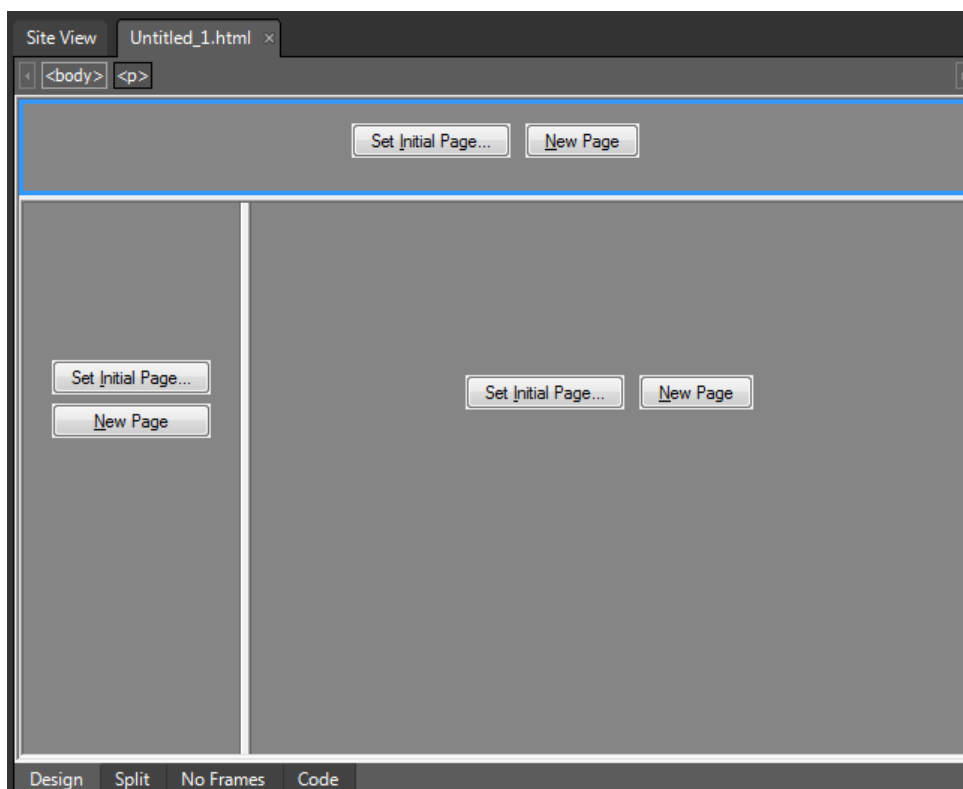 Site View Untitled_1.html ×
<body> <p>
Set Initial Page... New Page
Set Initial Page...
New Page
Set Initial Page... New Page
Design Split No Frames Code